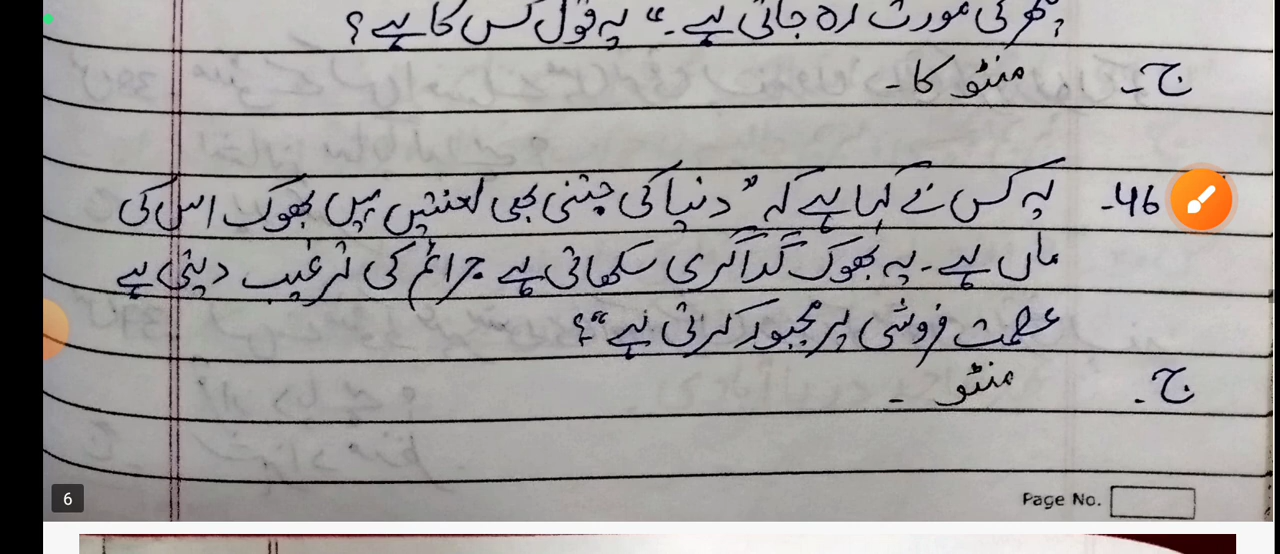 پتھر کی مورت رہ جاتی ہے۔“ یہ قول کس کا ہے؟
ج۔ منٹو کا۔
46۔ یہ کس نے کہا ہے کہ ”دنیا کی جتنی بھی لعنتیں ہیں بھوک اس کی
ماں ہے۔ یہ بھوک گداگری سکھاتی ہے جرائم کی ترغیب دیتی ہے
عصمت فروشی پر مجبور کرتی ہے“؟
ج۔ منٹو۔
6
Page No.